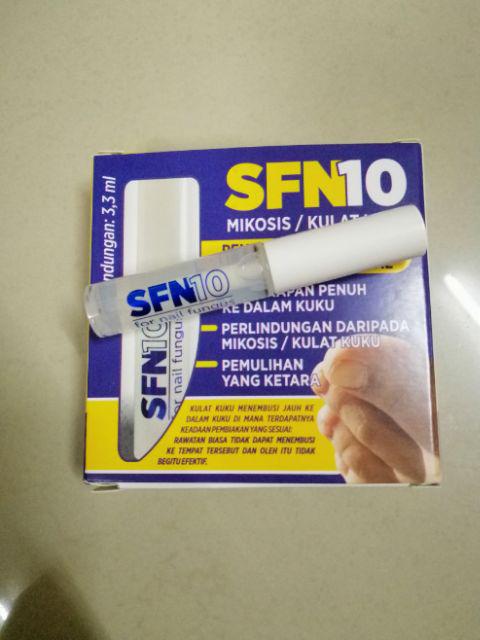 SFN10
MIKOSIS / KULAT
ndungan: 3,3 ml
SFN10
for nail fungus
PENUH
KE DALAM KUKU
PERLINDUNGAN DARIPADA
MIKOSIS / KULAT KUKU
PEMULIHAN
YANG KETARA
SFN10
for nail fungus
KULAT KUKU MENEMBUSI JAUH KE
DALAM KUKU DI MANA TERDAPATNYA
KEADAAN PEMBIAKAN YANG SESUAI:
RAWATAN BIASA TIDAK DAPAT MENEMBUSI
KE TEMPAT TERSEBUT DAN OLEH ITU TIDAK
BEGITU EFEKTIF.